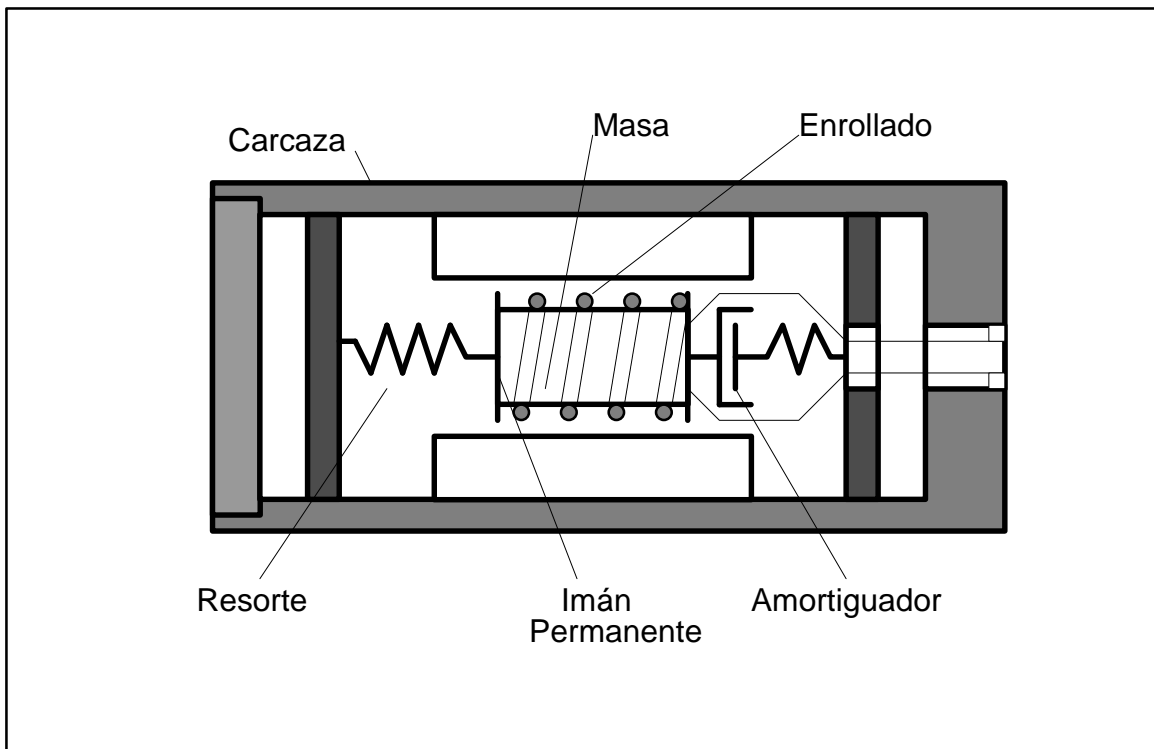 Masa
Enrollado
Carcaza
Resorte
Imán
Permanente
Amortiguador